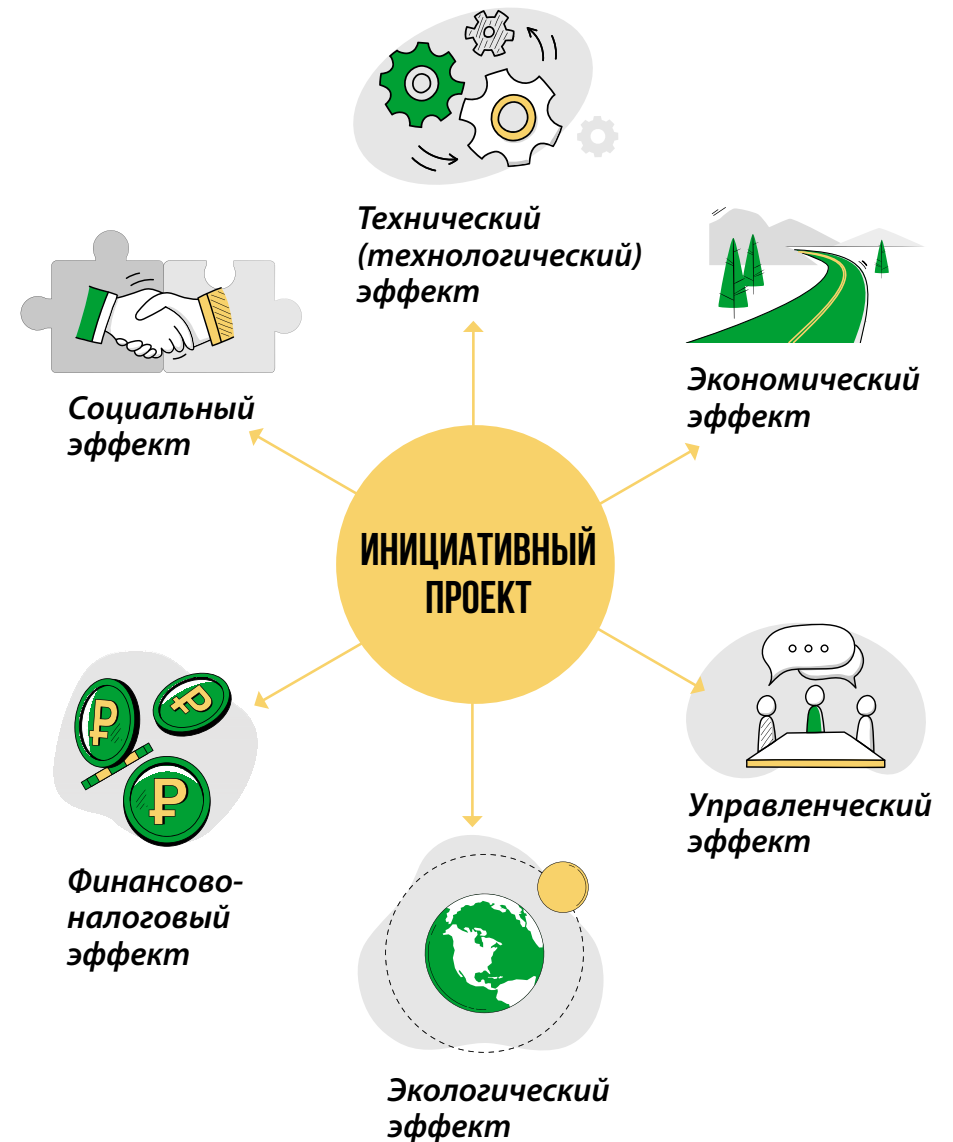 Технический
(технологический)
эффект
Экономический
эффект
Социальный
эффект
ИНИЦИАТИВНЫЙ
ПРОЕКТ
Управленческий
эффект
Финансово-
налоговый
эффект
Экологический
эффект